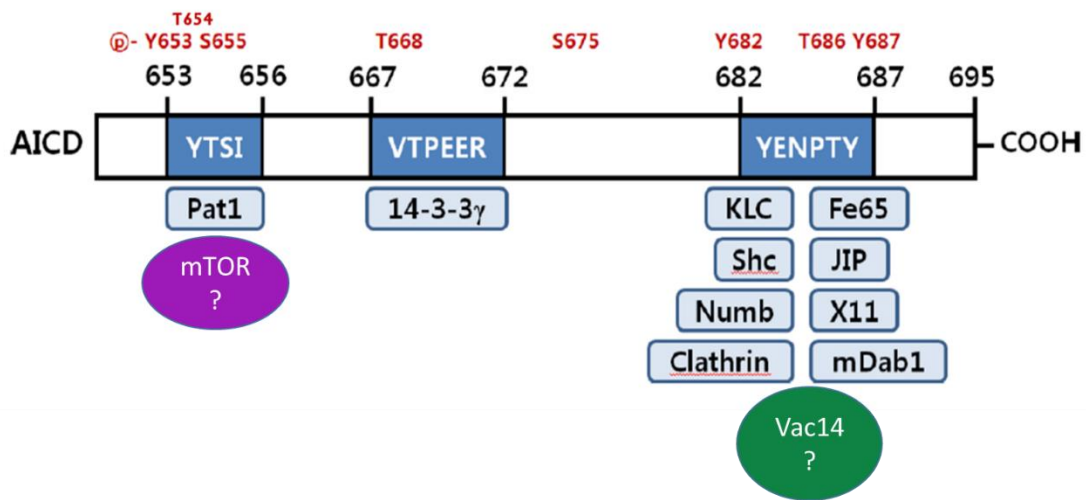 T654
ⓟ- Y653 S655 T668 S675 Y682 T686 Y687
653 656 667 672 682 687 695
AICD YTSI VTPEER YENPTY COOH
Pat1 14-3-3γ KLC Fe65
mTOR
?
Shc JIP
Numb X11
Clathrin mDab1
Vac14
?